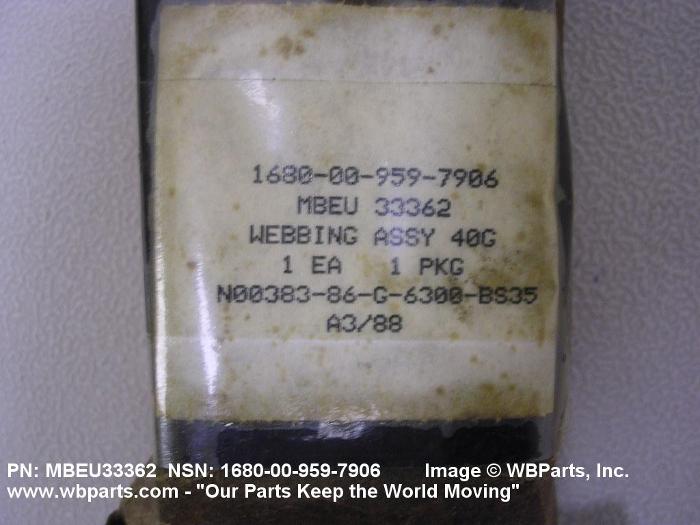 1680-00-959-7906
MBEU 33362
WEBBING ASSY 40G
1 EA 1 PKG
N00383-86-G-6300-BS35
A3/88
PN: MBEU33362 NSN: 1680-00-959-7906 Image © WBParts, Inc.
www.wbparts.com - "Our Parts Keep the World Moving"